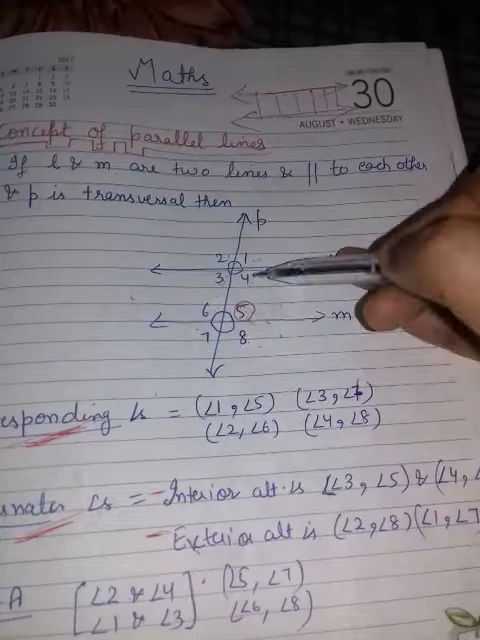 2017
Maths
30
AUGUST • WEDNESDAY
Concept of parallel lines
If l & m are two lines & || to each other
& p is transversal then
p
2 1
3 4
6 5 m
7 8
esponding ∠s = (∠1, ∠5) (∠3, ∠7)
(∠2, ∠6) (∠4, ∠8)
nates ∠s = - Interior alt. ∠s (∠3, ∠5) & (∠4,
- Exterior alt ∠s (∠2, ∠8) (∠1, ∠7
A [∠2 & ∠4 (∠5, ∠7)
∠1 & ∠3] (∠6, ∠8)